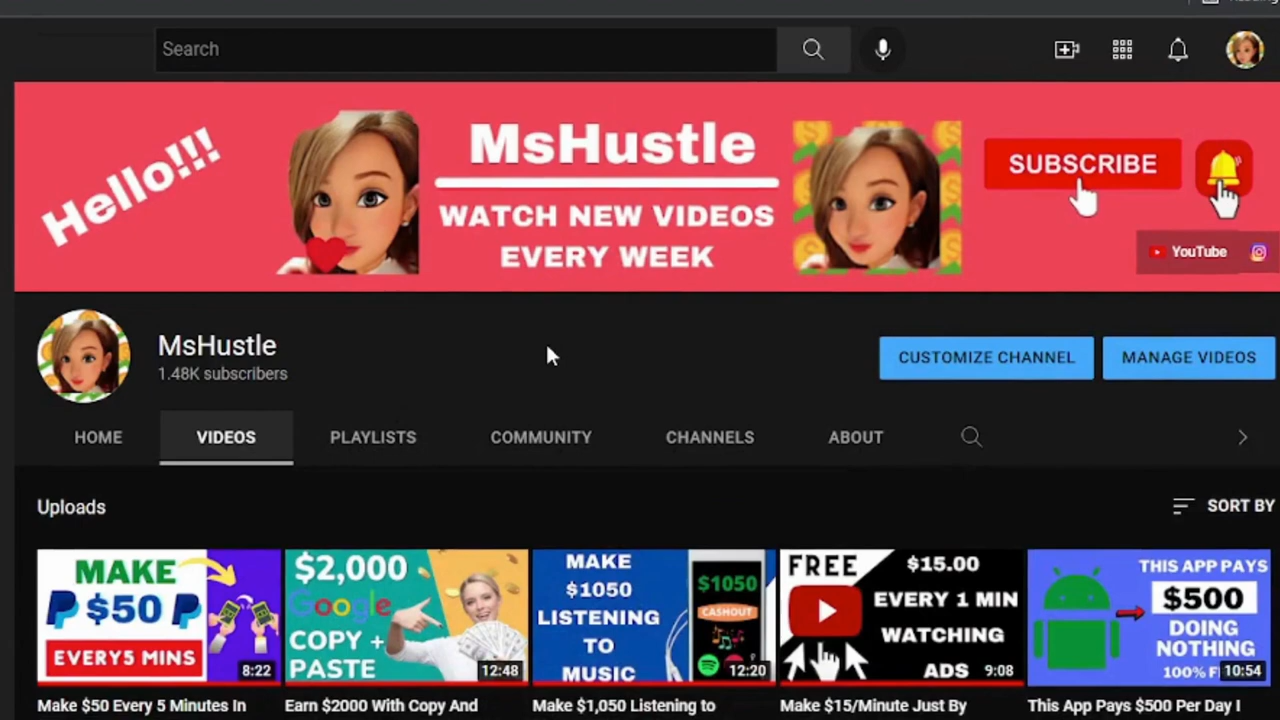 Search
Hello!!!
MsHustle
WATCH NEW VIDEOS
EVERY WEEK
SUBSCRIBE
YouTube
MsHustle
1.48K subscribers
CUSTOMIZE CHANNEL
MANAGE VIDEOS
HOME
VIDEOS
PLAYLISTS
COMMUNITY
CHANNELS
ABOUT
Uploads
SORT BY
MAKE
$50
EVERY 5 MINS
8:22
$2,000
Google
COPY +
PASTE
12:48
MAKE
$1050
LISTENING
TO
MUSIC
$1050
CASHOUT
12:20
FREE
$15.00
EVERY 1 MIN
WATCHING
ADS
9:08
THIS APP PAYS
$500
DOING
NOTHING
100%
10:54
Make $50 Every 5 Minutes In
Earn $2000 With Copy And
Make $1,050 Listening to
Make $15/Minute Just By
This App Pays $500 Per Day I